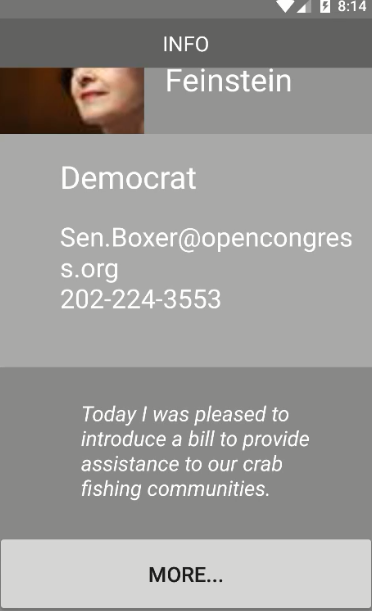 8:14
INFO
Feinstein
Democrat
Sen.Boxer@opencongres
s.org
202-224-3553
Today I was pleased to
introduce a bill to provide
assistance to our crab
fishing communities.
MORE...